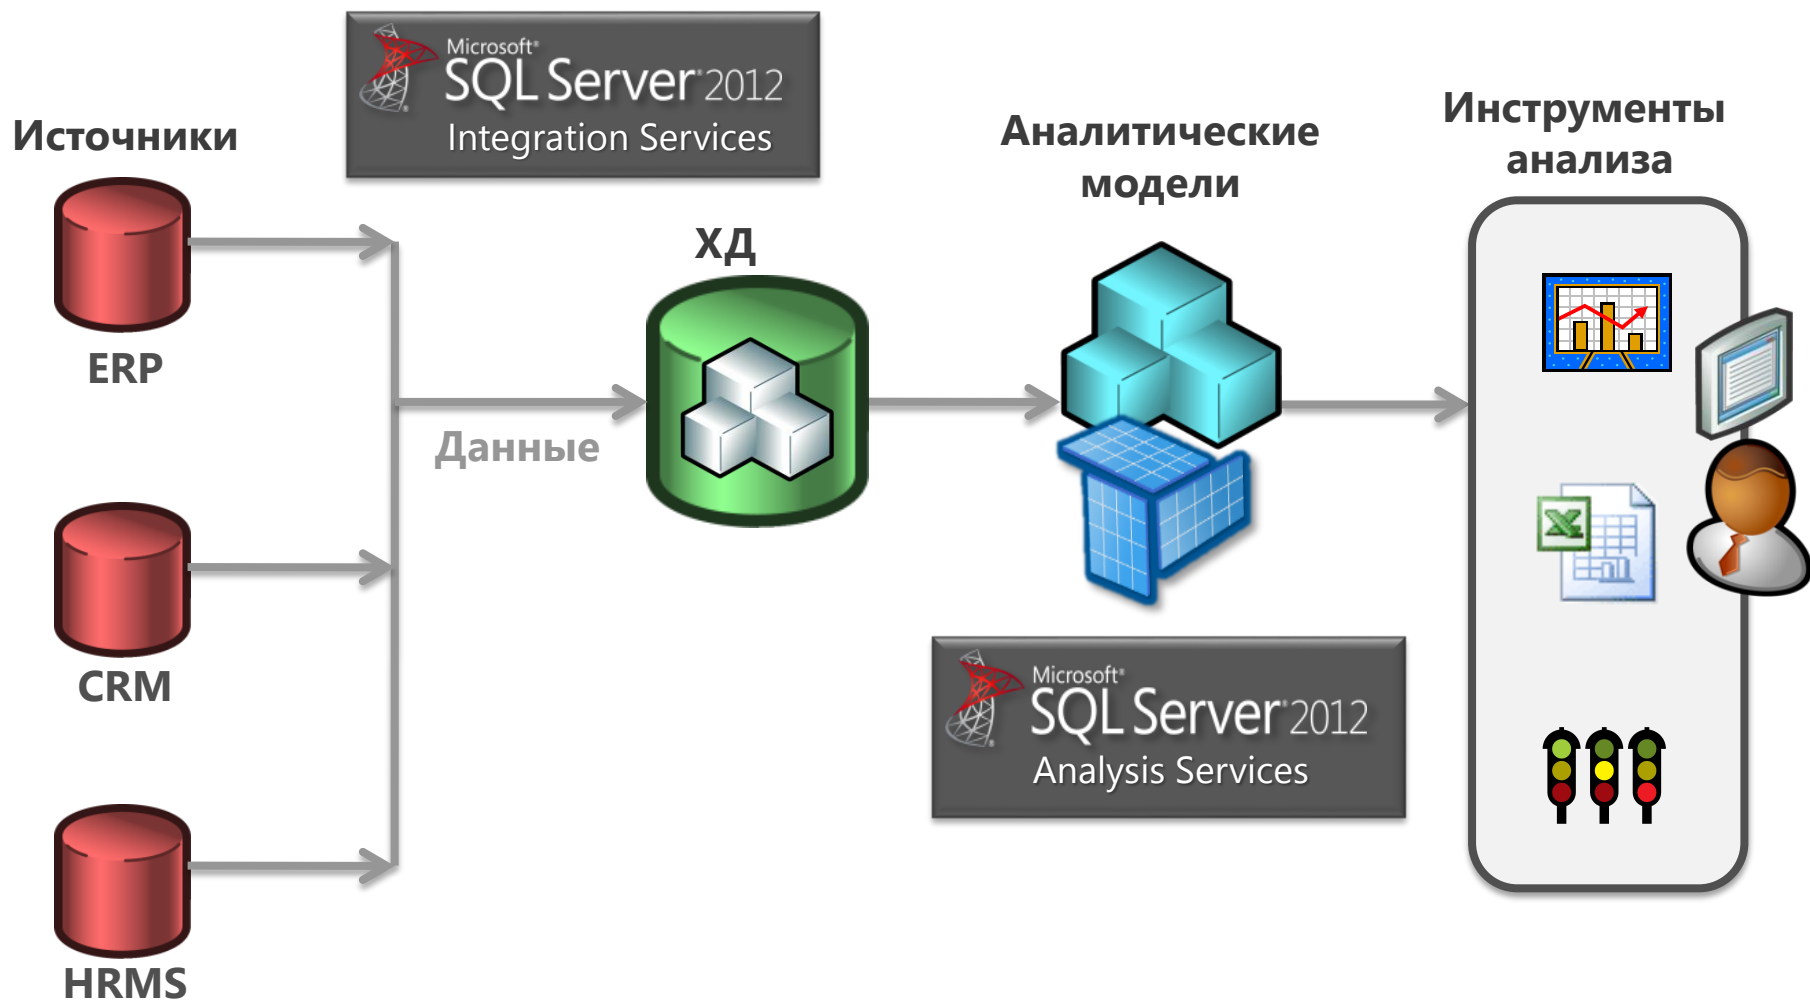 Источники
Microsoft®
SQL Server® 2012
Integration Services
ERP
CRM
HRMS
Данные
ХД
Аналитические
модели
Microsoft®
SQL Server® 2012
Analysis Services
Инструменты
анализа